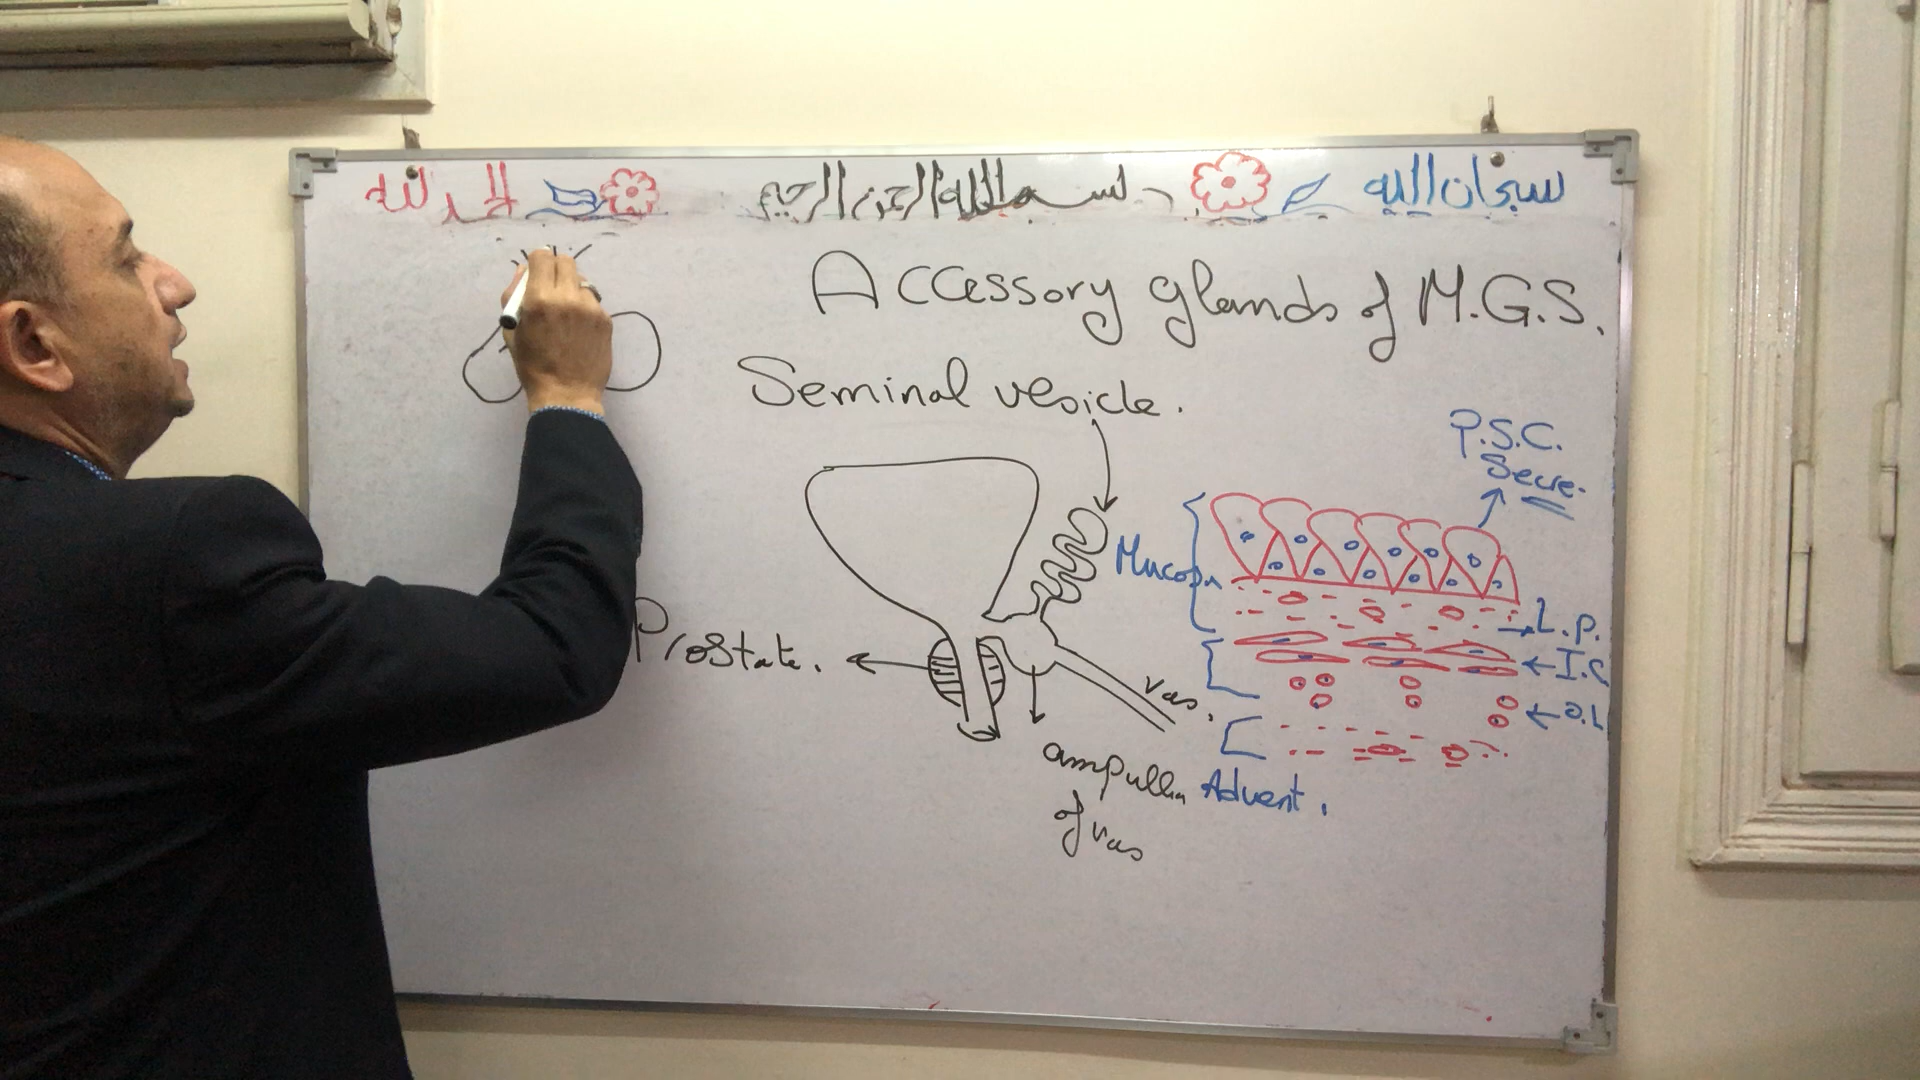 سبحان الله بسم الله الرحمن الرحيم الحمد لله
Accessory glands of M.G.S.
Seminal vesicle.
P.S.C.
Secre.
Mucosa
L.P.
Prostate.
I.C
vas.
O.L
ampulla
of vas
Advent.